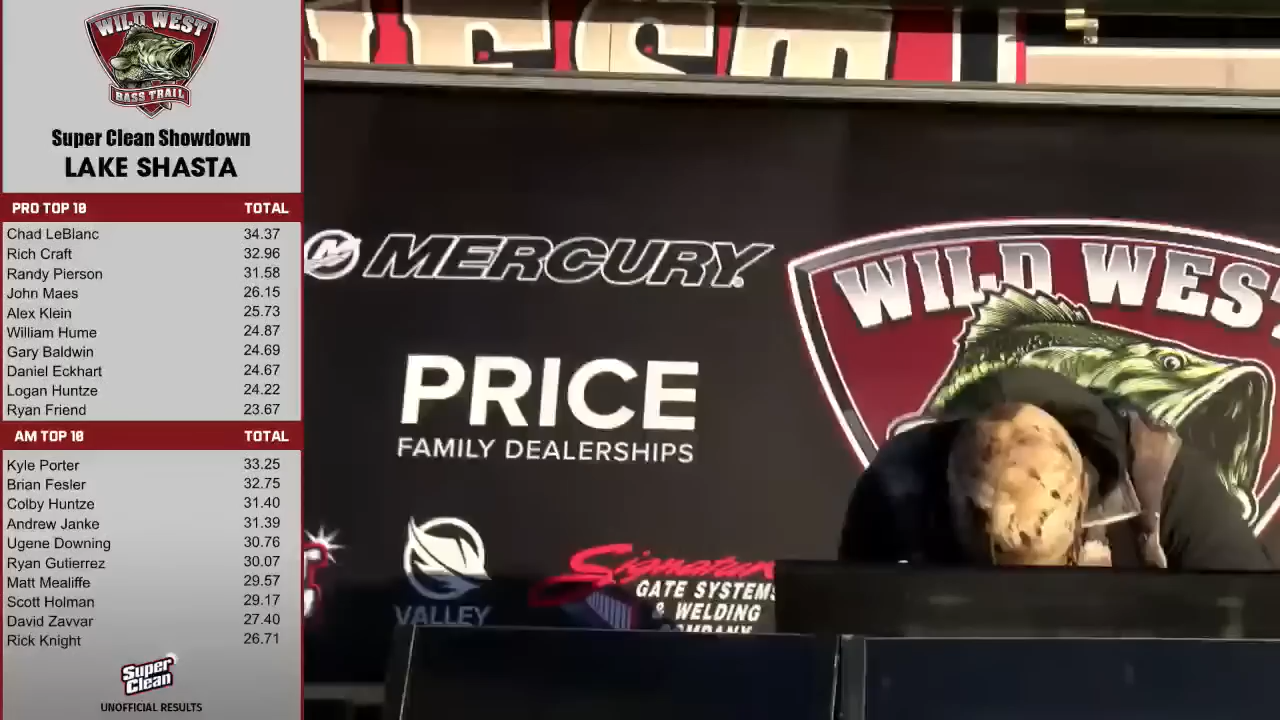 WILD WEST
BASS TRAIL
Super Clean Showdown
LAKE SHASTA
PRO TOP 10 TOTAL
Chad LeBlanc 34.37
Rich Craft 32.96
Randy Pierson 31.58
John Maes 26.15
Alex Klein 25.73
William Hume 24.87
Gary Baldwin 24.69
Daniel Eckhart 24.67
Logan Huntze 24.22
Ryan Friend 23.67
AM TOP 10 TOTAL
Kyle Porter 33.25
Brian Fesler 32.75
Colby Huntze 31.40
Andrew Janke 31.39
Ugene Downing 30.76
Ryan Gutierrez 30.07
Matt Mealiffe 29.57
Scott Holman 29.17
David Zavvar 27.40
Rick Knight 26.71
Super
Clean
UNOFFICIAL RESULTS
MERCURY
PRICE
FAMILY DEALERSHIPS
VALLEY
Signature
GATE SYSTEMS
& WELDING
COMPANY
WILD WEST